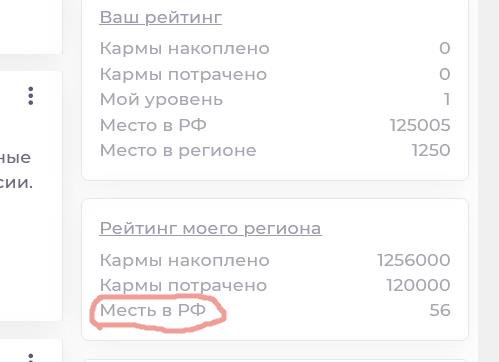 Ваш рейтинг
Кармы накоплено 0
Кармы потрачено 0
Мой уровень 1
Место в РФ 125005
ные
Место в регионе 1250
сии.
Рейтинг моего региона
Кармы накоплено 1256000
Кармы потрачено 120000
Месть в РФ 56